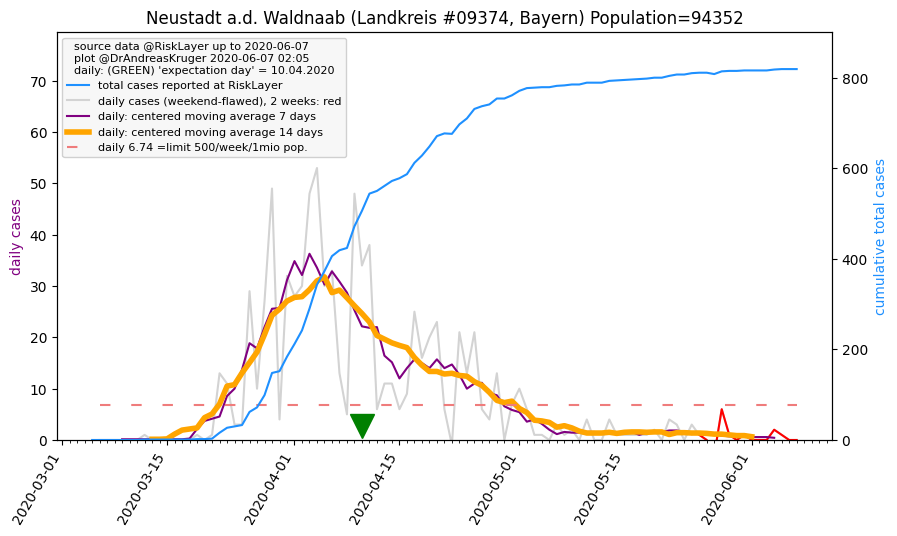 Neustadt a.d. Waldnaab (Landkreis #09374, Bayern) Population=94352
source data @RiskLayer up to 2020-06-07
plot @DrAndreasKruger 2020-06-07 02:05
daily: (GREEN) 'expectation day' = 10.04.2020
total cases reported at RiskLayer
daily cases (weekend-flawed), 2 weeks: red
daily: centered moving average 7 days
daily: centered moving average 14 days
daily 6.74 =limit 500/week/1mio pop.
daily cases
0
10
20
30
40
50
60
70
cumulative total cases
0
200
400
600
800
2020-03-01
2020-03-15
2020-04-01
2020-04-15
2020-05-01
2020-05-15
2020-06-01